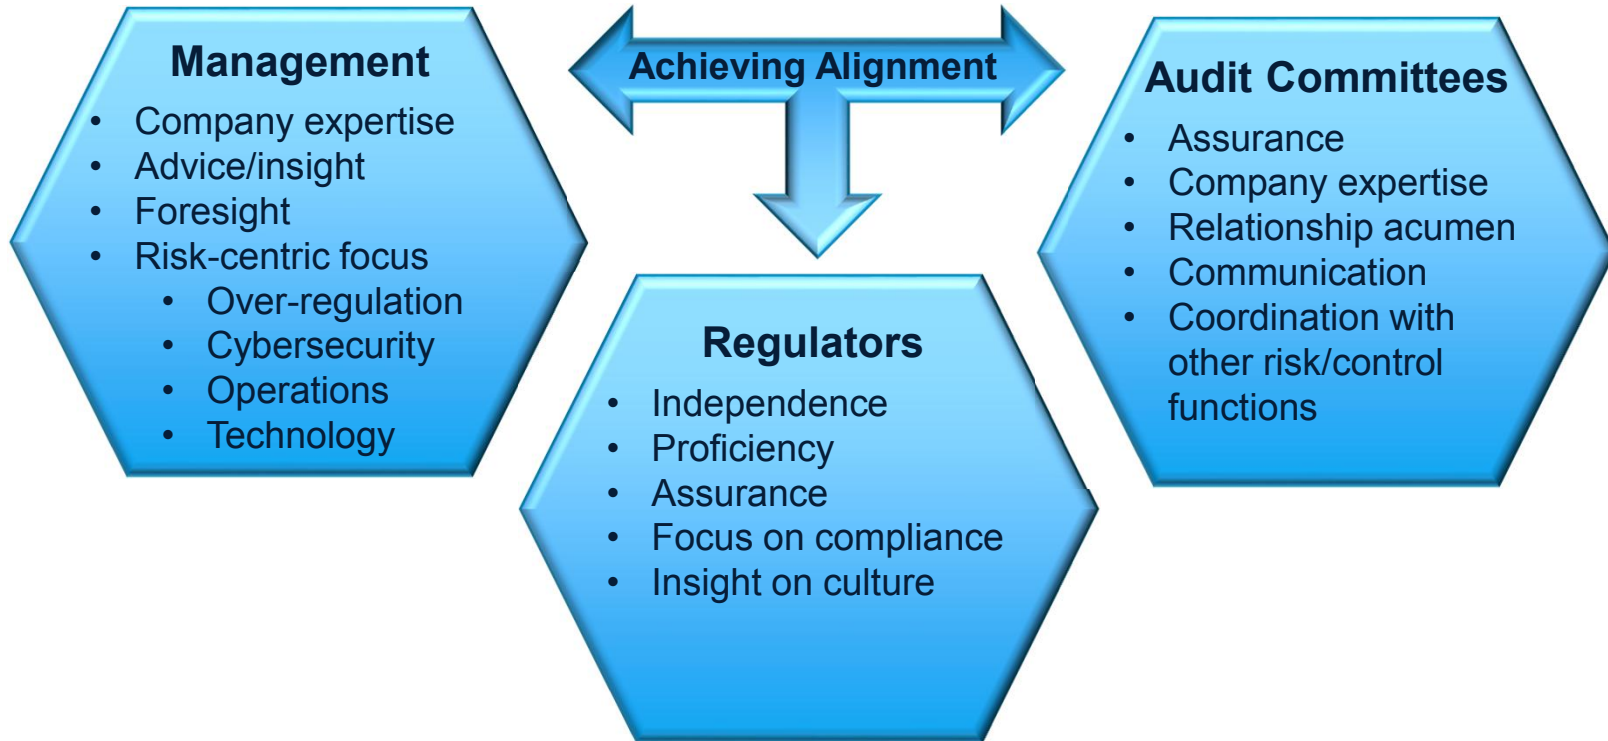 Management
• Company expertise
• Advice/insight
• Foresight
• Risk-centric focus
• Over-regulation
• Cybersecurity
• Operations
• Technology
Achieving Alignment
Audit Committees
• Assurance
• Company expertise
• Relationship acumen
• Communication
• Coordination with
other risk/control
functions
Regulators
• Independence
• Proficiency
• Assurance
• Focus on compliance
• Insight on culture